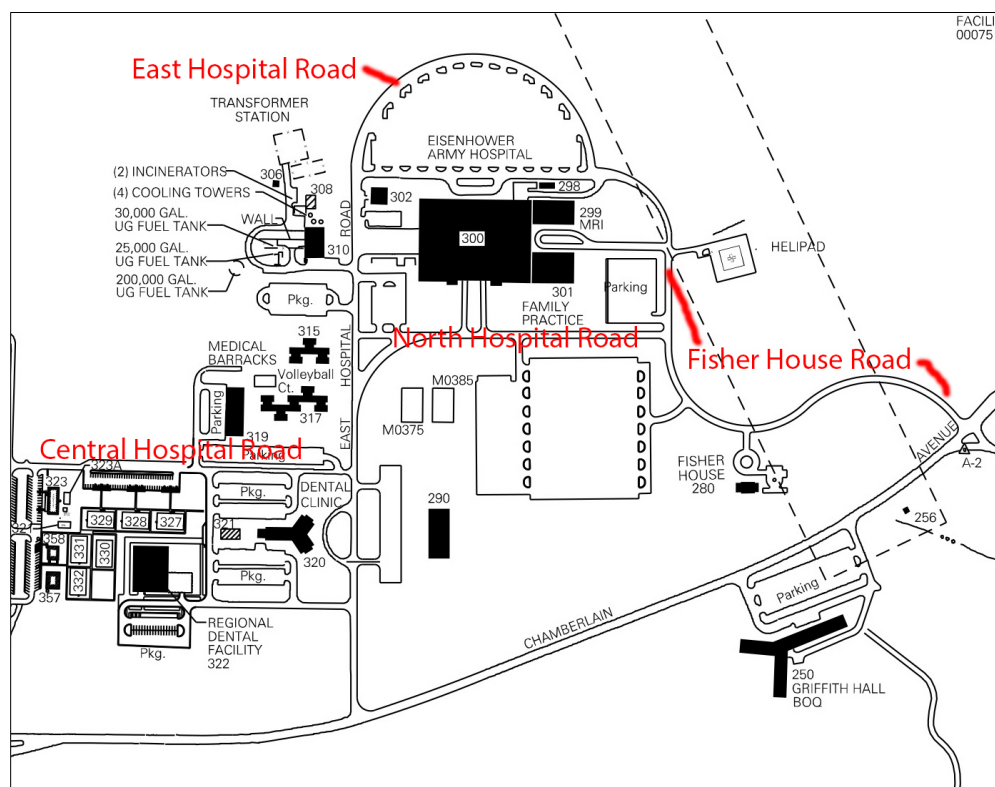 FACILI
00075
East Hospital Road
TRANSFORMER
STATION
EISENHOWER
ARMY HOSPITAL
(2) INCINERATORS
306
308
(4) COOLING TOWERS
30,000 GAL.
UG FUEL TANK
WALL
310
25,000 GAL.
UG FUEL TANK
200,000 GAL.
UG FUEL TANK
ROAD
302
298
299
MRI
300
HELIPAD
Pkg.
301
FAMILY
PRACTICE
Parking
North Hospital Road
Fisher House Road
315
MEDICAL
BARRACKS
Volleyball
Ct.
HOSPITAL
M0385
M0375
317
Parking
319
Parking
EAST
Central Hospital Road
323A
323
AVENUE
A-2
FISHER
HOUSE
280
Pkg.
DENTAL
CLINIC
290
256
329
328
327
321
321
358
331
330
320
332
357
Pkg.
Parking
CHAMBERLAIN
REGIONAL
DENTAL
FACILITY
322
Pkg.
250
GRIFFITH HALL
BOQ